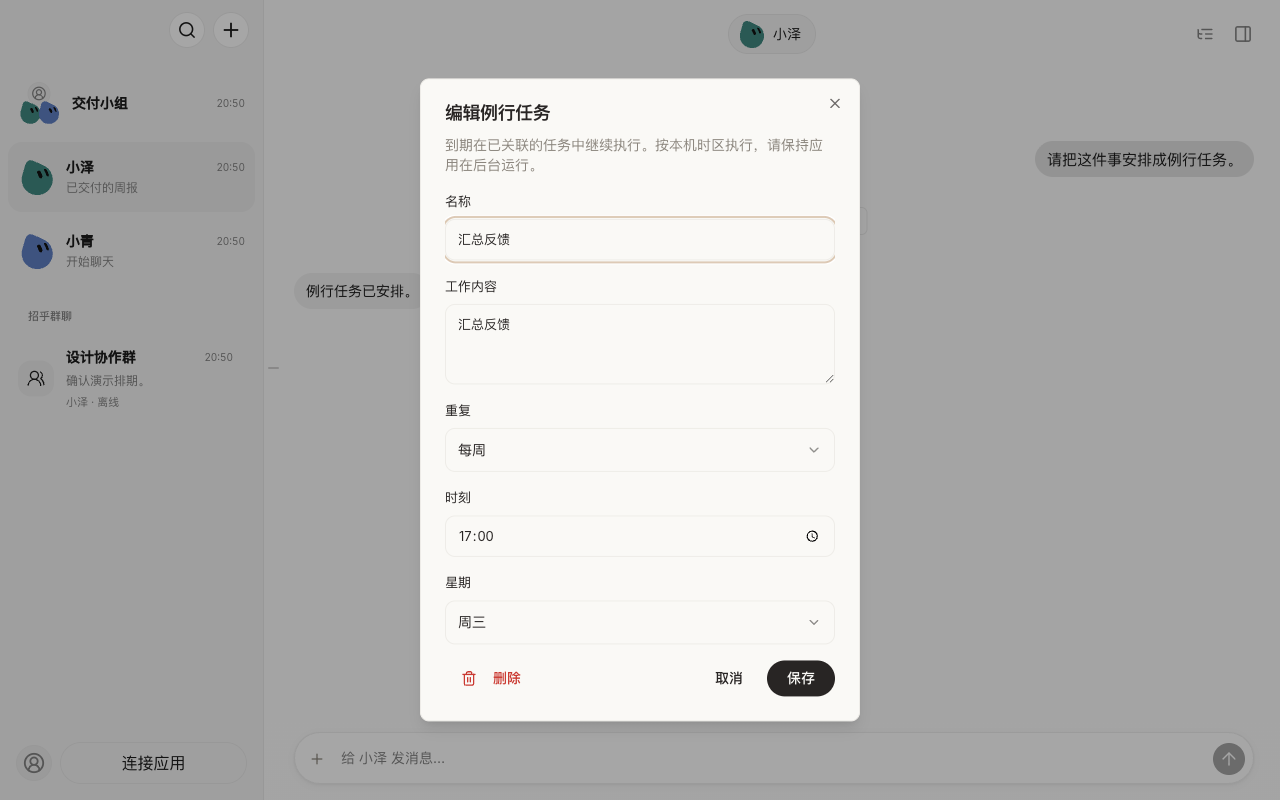 交付小组
20:50
小泽
20:50
已交付的周报
小青
20:50
开始聊天
招乎群聊
设计协作群
20:50
确认演示排期。
小泽 · 离线
连接应用
小泽
请把这件事安排成例行任务。
例行任务已安排。
编辑例行任务
到期在已关联的任务中继续执行。按本机时区执行，请保持应
用在后台运行。
名称
汇总反馈
工作内容
汇总反馈
重复
每周
时刻
17:00
星期
周三
删除
取消
保存
给 小泽 发消息...